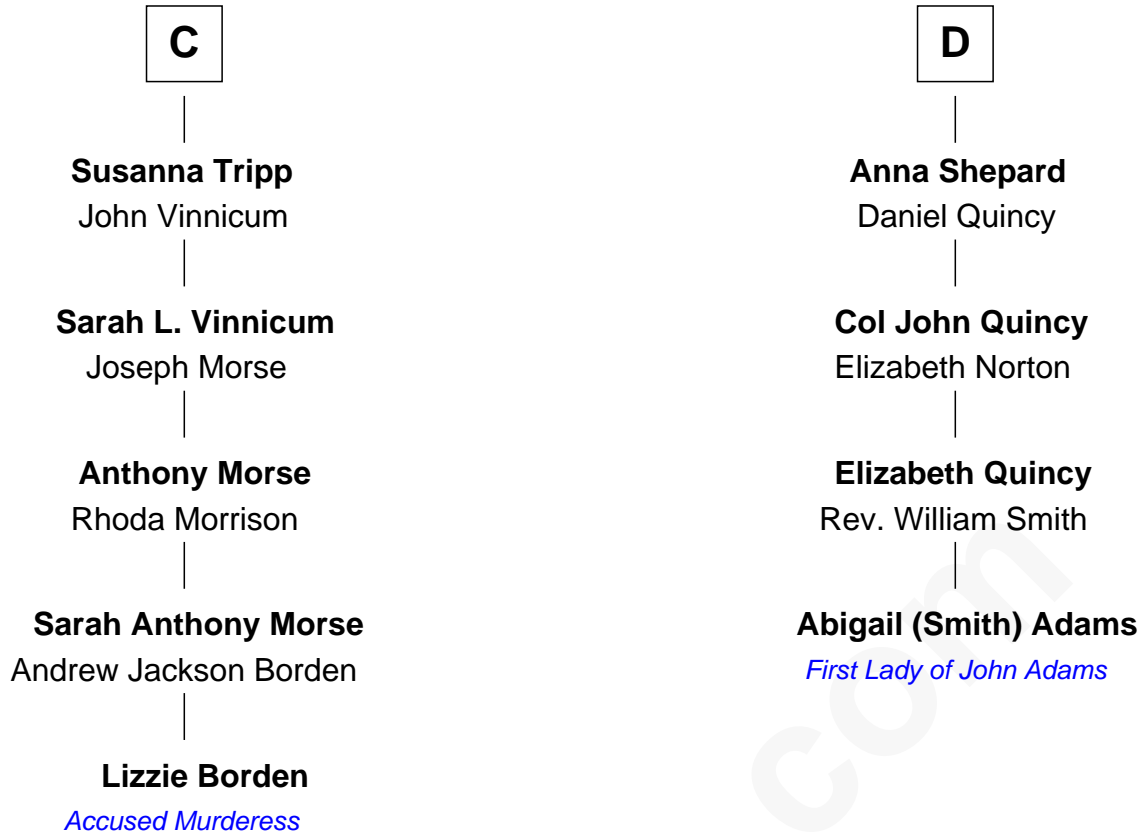 C
Susanna Tripp
John Vinnicum
Sarah L. Vinnicum
Joseph Morse
Anthony Morse
Rhoda Morrison
Sarah Anthony Morse
Andrew Jackson Borden
Lizzie Borden
Accused Murderess
D
Anna Shepard
Daniel Quincy
Col John Quincy
Elizabeth Norton
Elizabeth Quincy
Rev. William Smith
Abigail (Smith) Adams
First Lady of John Adams
com